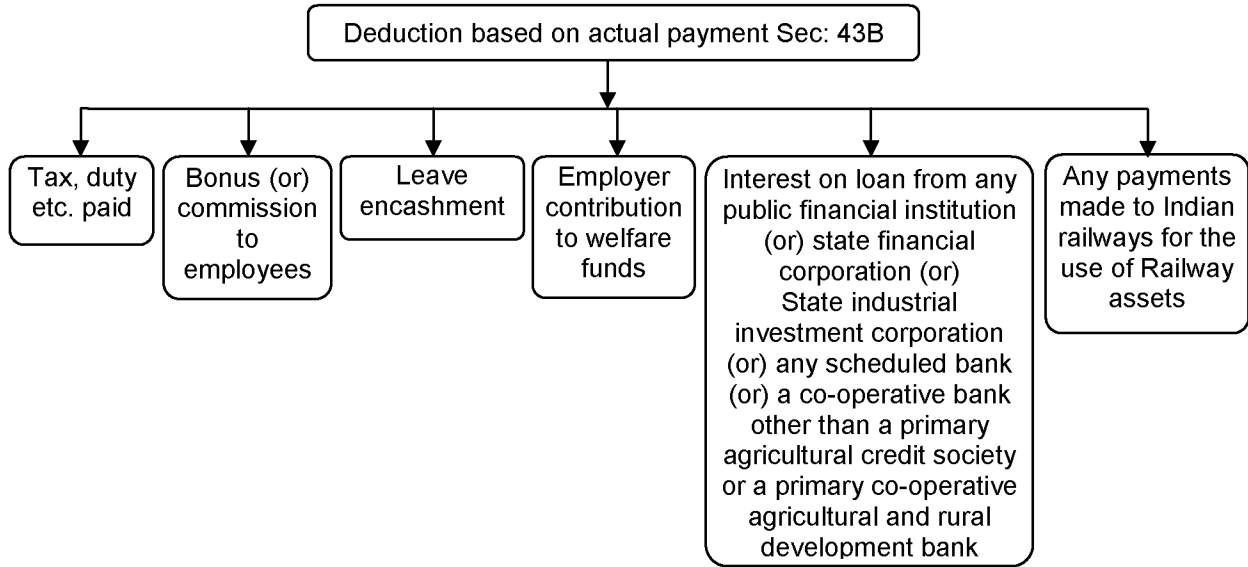 Deduction based on actual payment Sec: 43B
Tax, duty
etc. paid
Bonus (or)
commission
to
employees
Leave
encashment
Employer
contribution
to welfare
funds
Interest on loan from any
public financial institution
(or) state financial
corporation (or)
State industrial
investment corporation
(or) any scheduled bank
(or) a co-operative bank
other than a primary
agricultural credit society
or a primary co-operative
agricultural and rural
development bank
Any payments
made to Indian
railways for the
use of Railway
assets